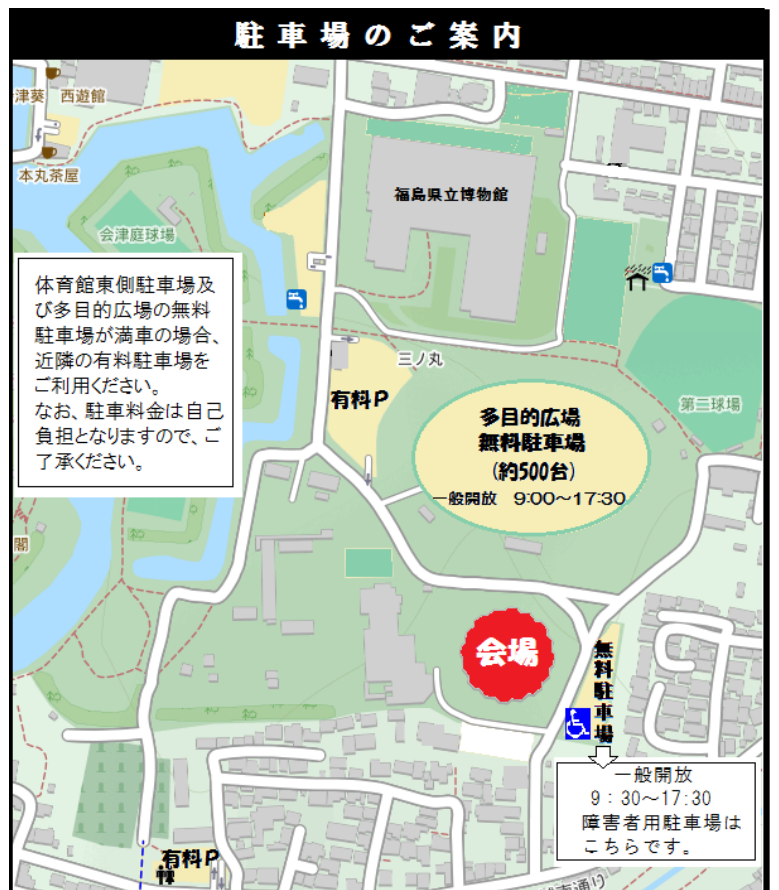 駐車場のご案内
津葵 西遊館
本丸茶屋
福島県立博物館
会津庭球場
体育館東側駐車場及
び多目的広場の無料
駐車場が満車の場合、
近隣の有料駐車場を
ご利用ください。
なお、駐車料金は自己
負担となりますので、ご
了承ください。
三ノ丸
有料P
多目的広場
無料駐車場
(約500台)
一般開放 9:00～17:30
第二球場
閣
会場
無料駐車場
一般開放
9：30～17:30
障害者用駐車場は
こちらです。
有料P
東通り